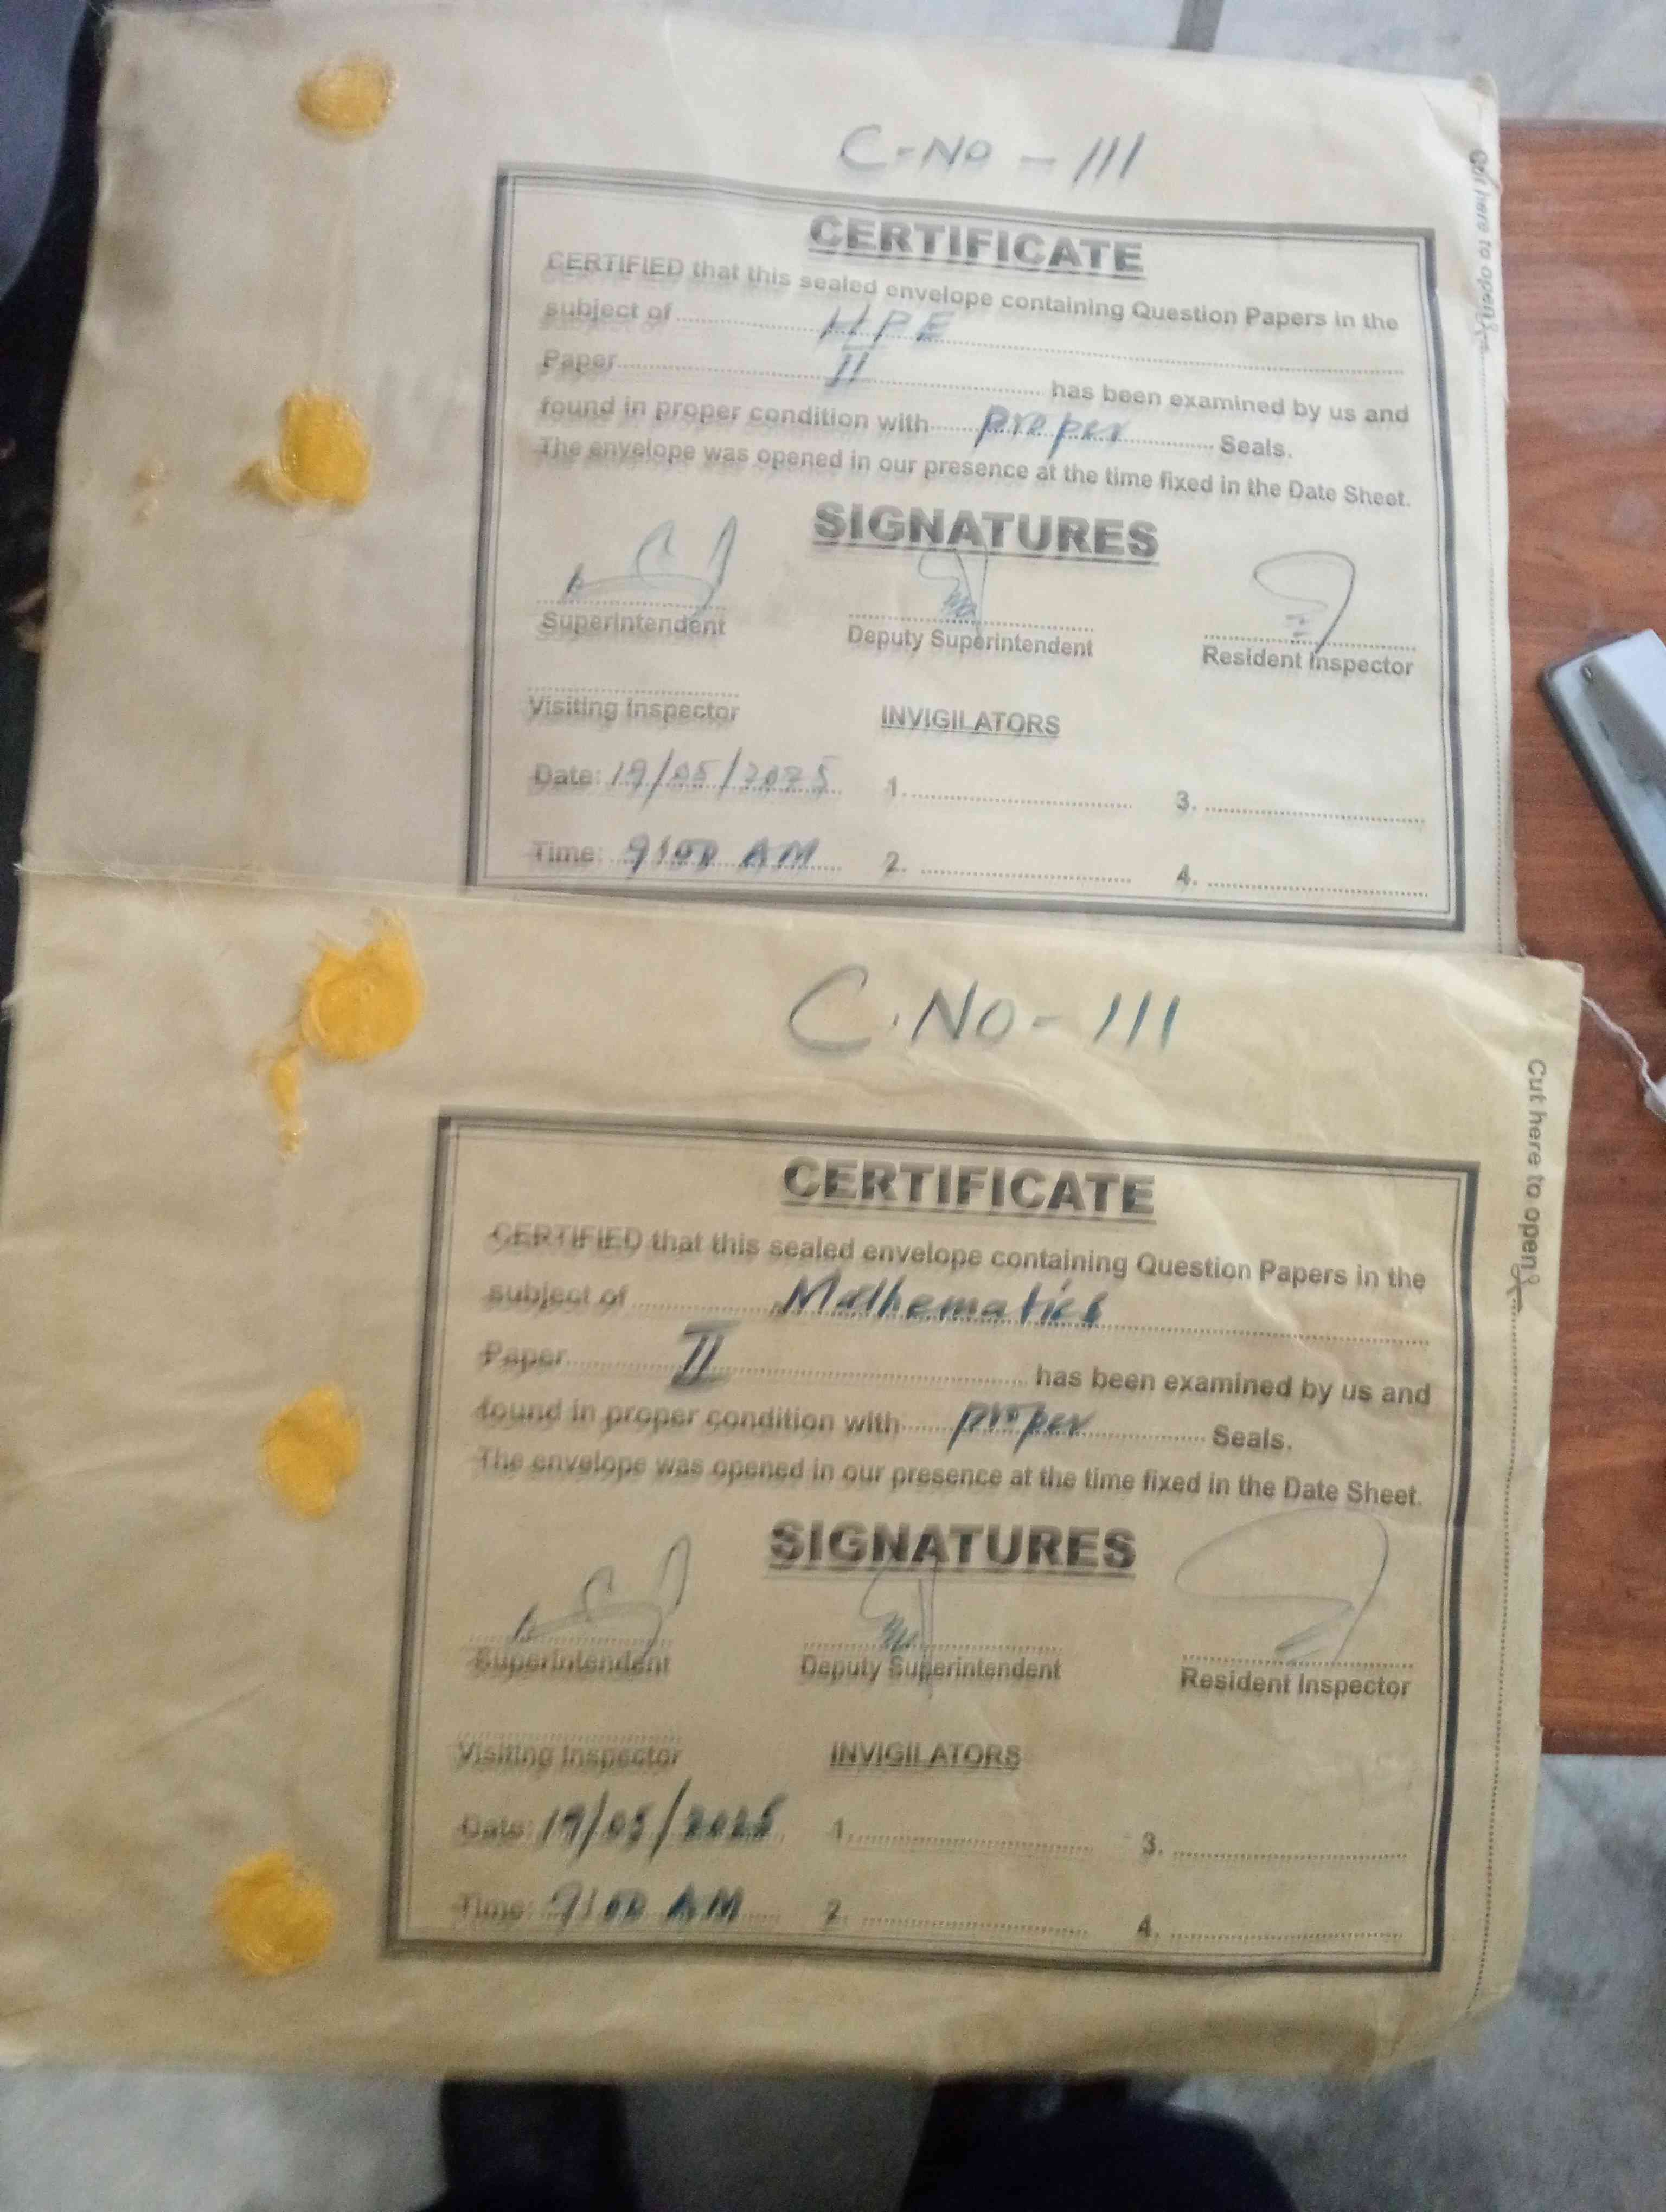 C-NO - 111
Cut here to open
CERTIFICATE
CERTIFIED that this sealed envelope containing Question Papers in the
subject of HPE
Paper II has been examined by us and
found in proper condition with proper Seals.
The envelope was opened in our presence at the time fixed in the Date Sheet.
SIGNATURES
Superintendent Deputy Superintendent Resident Inspector
Visiting Inspector INVIGILATORS
Date: 19/05/2025 1. 3.
Time: 9:00 AM 2. 4.
C.NO- 111
Cut here to open
CERTIFICATE
CERTIFIED that this sealed envelope containing Question Papers in the
subject of Mathematics
Paper II has been examined by us and
found in proper condition with proper Seals.
The envelope was opened in our presence at the time fixed in the Date Sheet.
SIGNATURES
Superintendent Deputy Superintendent Resident Inspector
Visiting Inspector INVIGILATORS
Date: 19/05/2025 1. 3.
Time: 9:00 AM 2. 4.